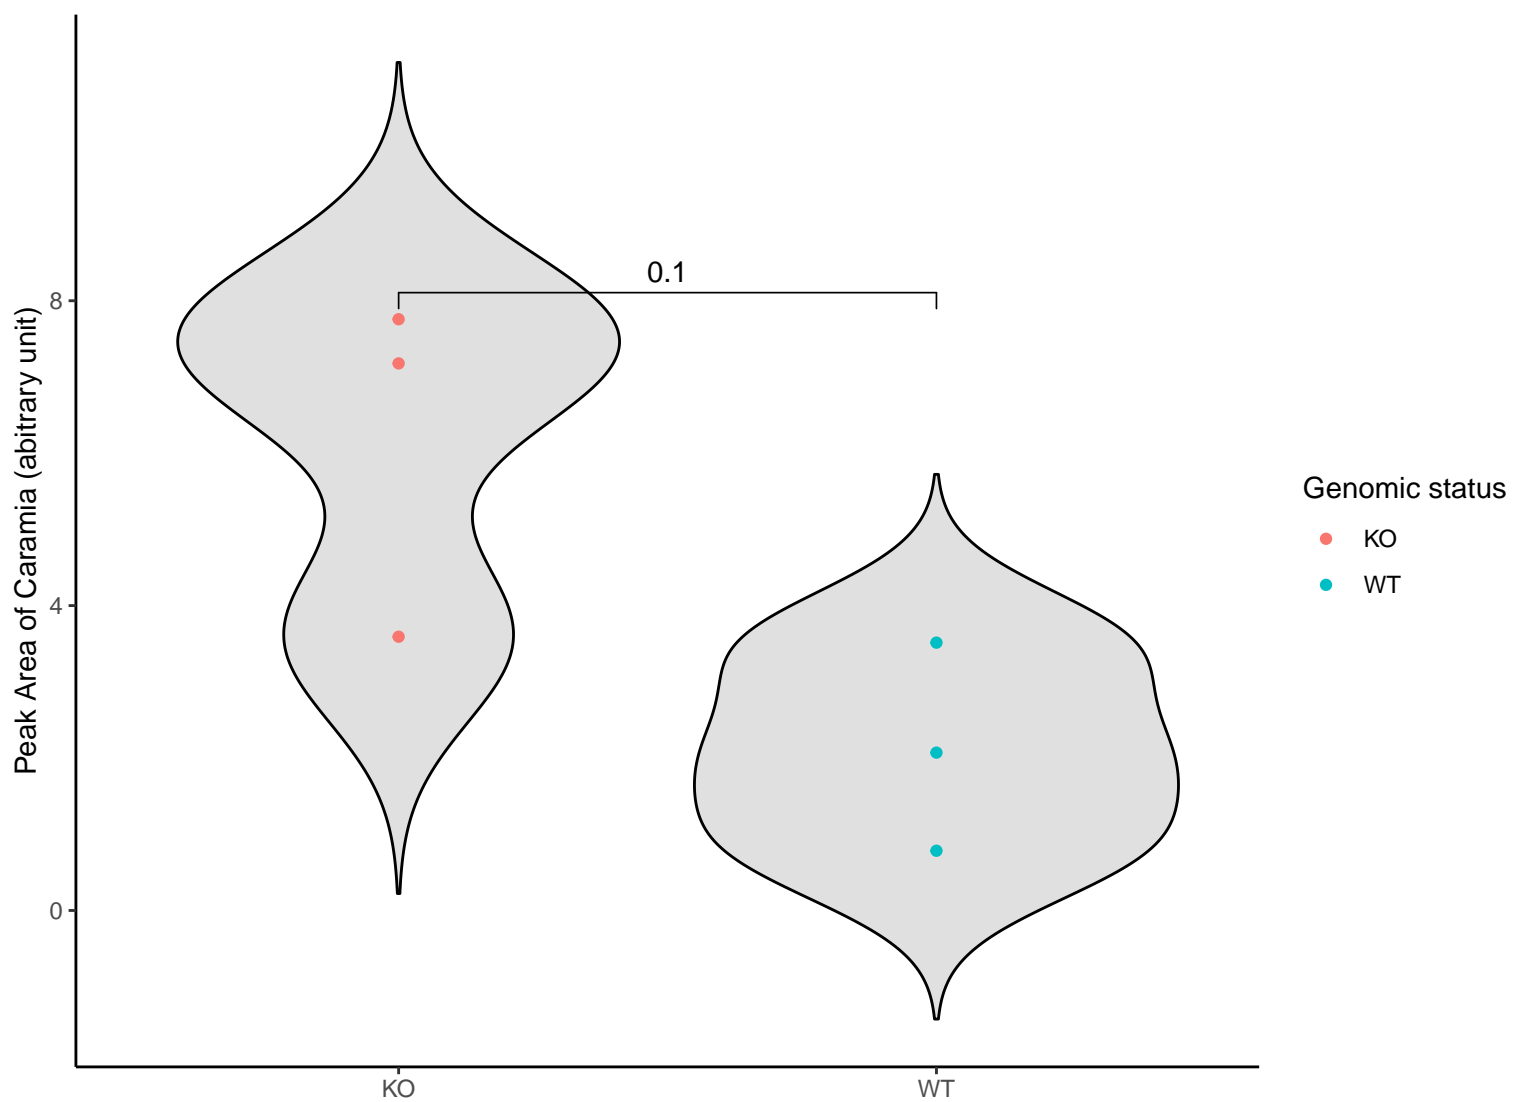 Peak Area of Caramia (abitrary unit)
8
4
0
0.1
KO
WT
Genomic status
KO
WT